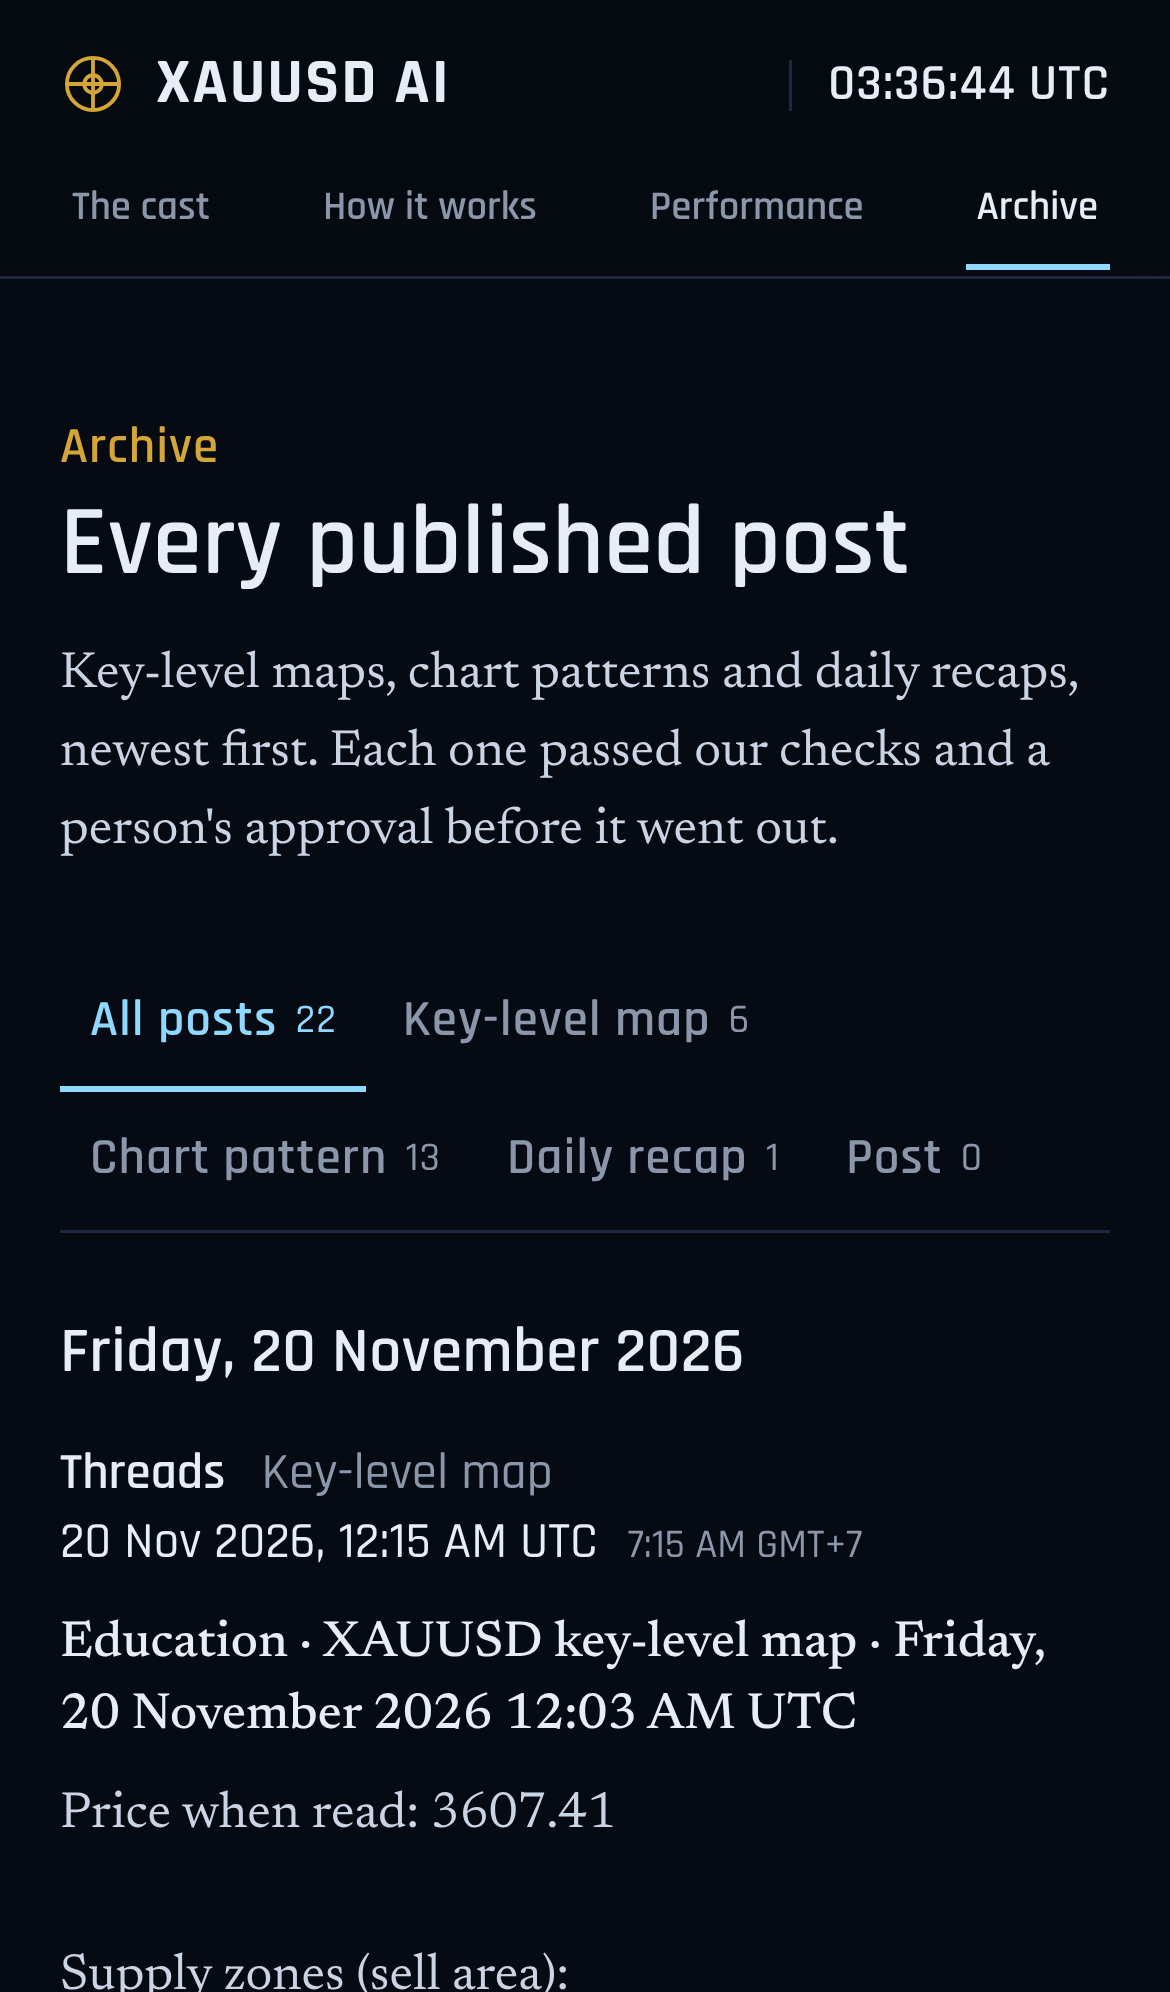 XAUUSD AI
03:36:44 UTC
The cast How it works Performance Archive
Archive
Every published post
Key-level maps, chart patterns and daily recaps,
newest first. Each one passed our checks and a
person's approval before it went out.
All posts 22 Key-level map 6
Chart pattern 13 Daily recap 1 Post 0
Friday, 20 November 2026
Threads Key-level map
20 Nov 2026, 12:15 AM UTC 7:15 AM GMT+7
Education · XAUUSD key-level map · Friday,
20 November 2026 12:03 AM UTC
Price when read: 3607.41
Supply zones (sell area):